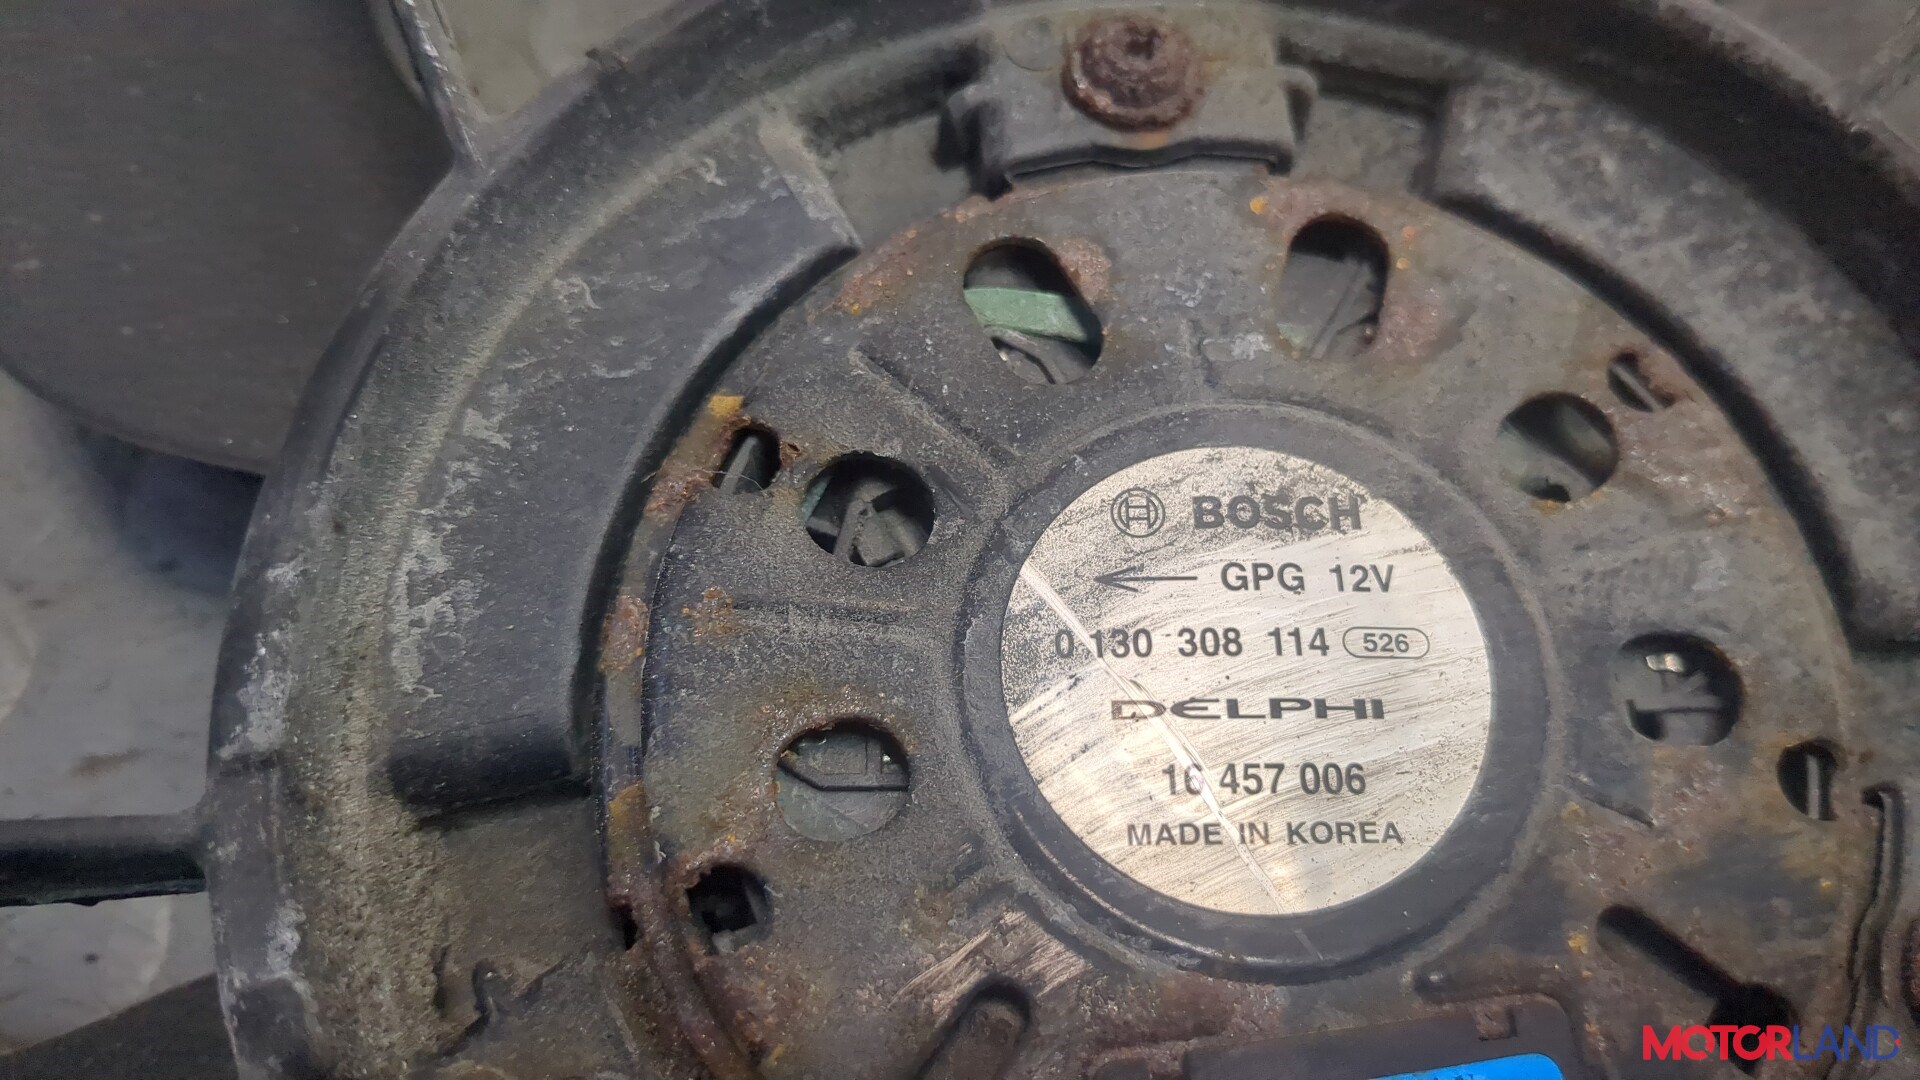 BOSCH
GPG 12V
0 130 308 114 526
DELPHI
16 457 006
MADE IN KOREA
MOTORLAND